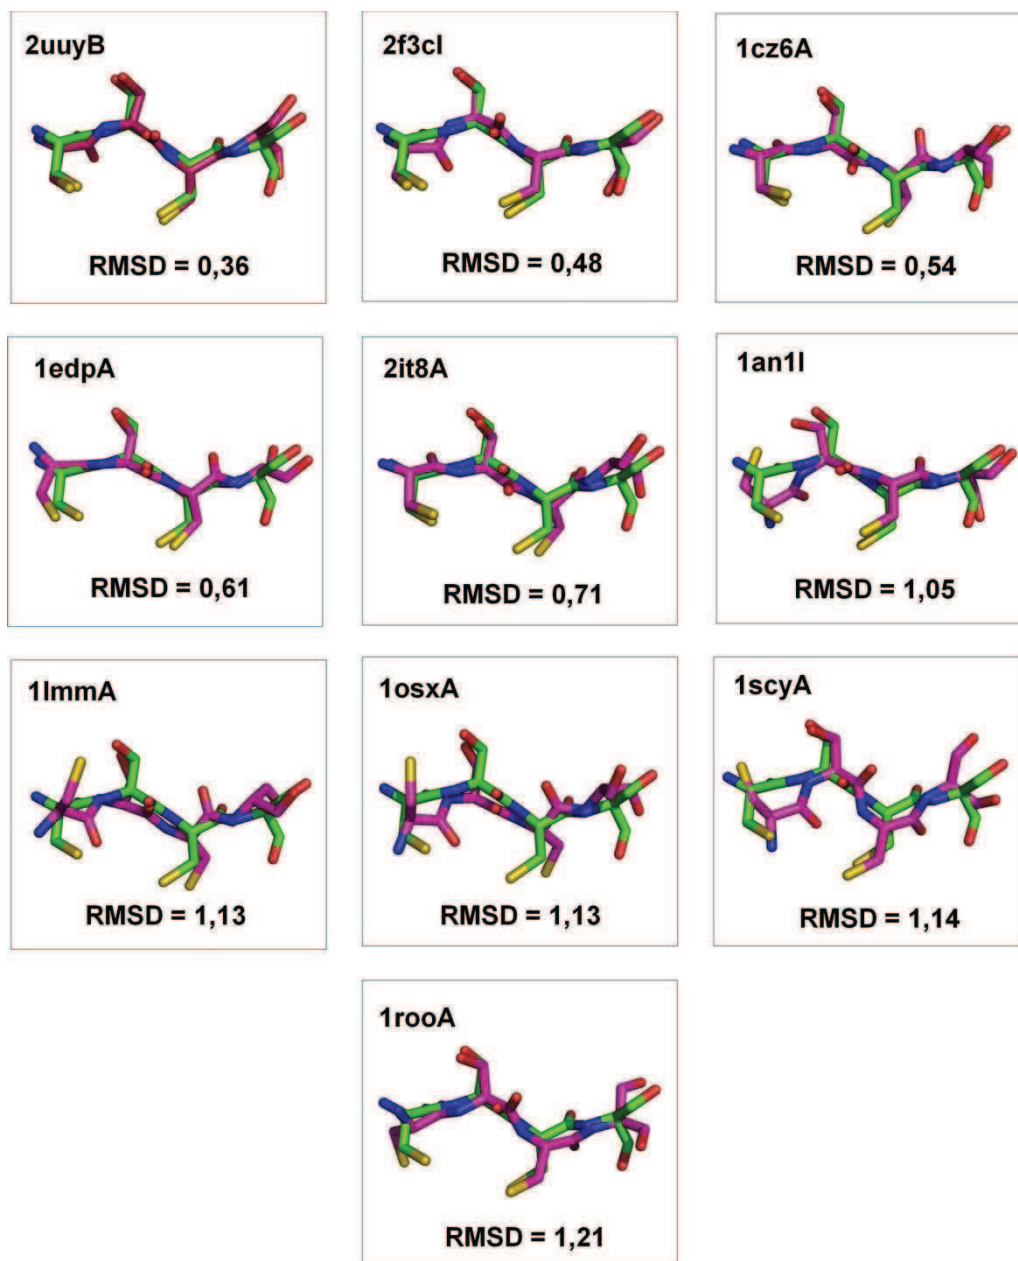 2uuyB
RMSD = 0,36
2f3cI
RMSD = 0,48
1cz6A
RMSD = 0,54
1edpA
RMSD = 0,61
2it8A
RMSD = 0,71
1an1I
RMSD = 1,05
1lmmA
RMSD = 1,13
1osxA
RMSD = 1,13
1scyA
RMSD = 1,14
1rooA
RMSD = 1,21